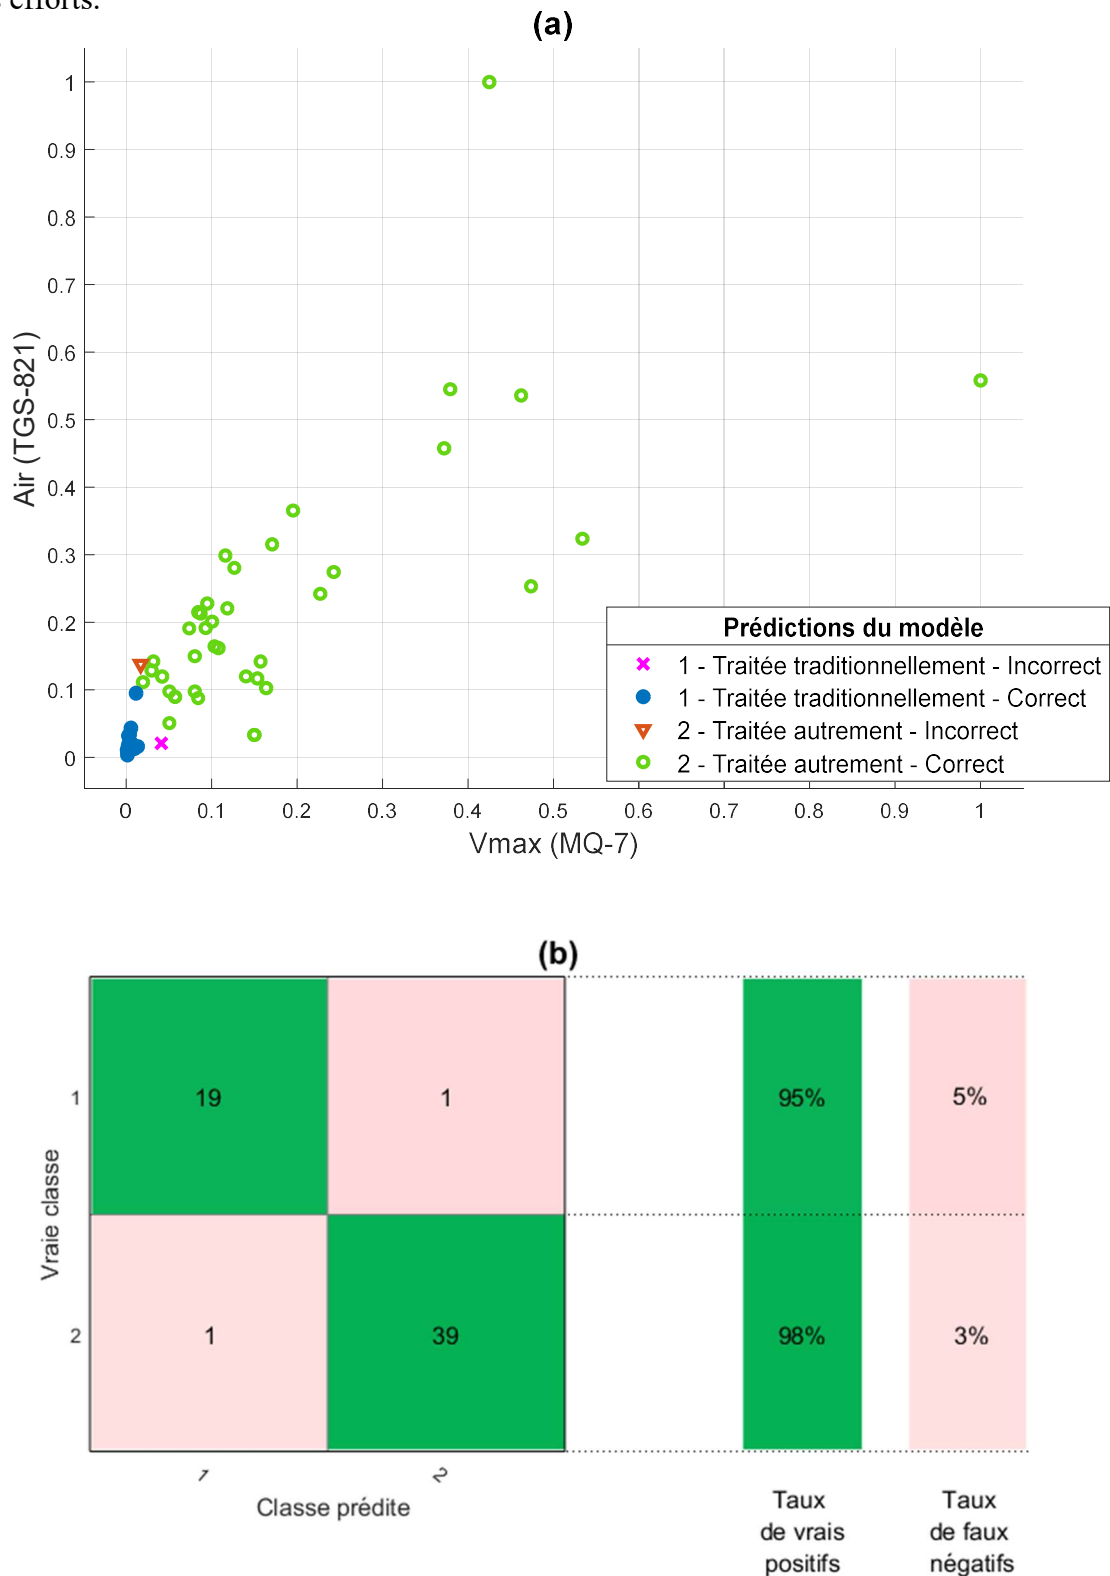 efforts.
(a)
1
0.9
0.8
0.7
0.6
0.5
0.4
0.3
0.2
0.1
0
Air (TGS-821)
Prédictions du modèle
1 - Traitée traditionnellement - Incorrect
1 - Traitée traditionnellement - Correct
2 - Traitée autrement - Incorrect
2 - Traitée autrement - Correct
0 0.1 0.2 0.3 0.4 0.5 0.6 0.7 0.8 0.9 1
Vmax (MQ-7)
(b)
Vraie classe
1 19 1 95% 5%
2 1 39 98% 3%
1 2
Classe prédite
Taux
de vrais
positifs
Taux
de faux
négatifs